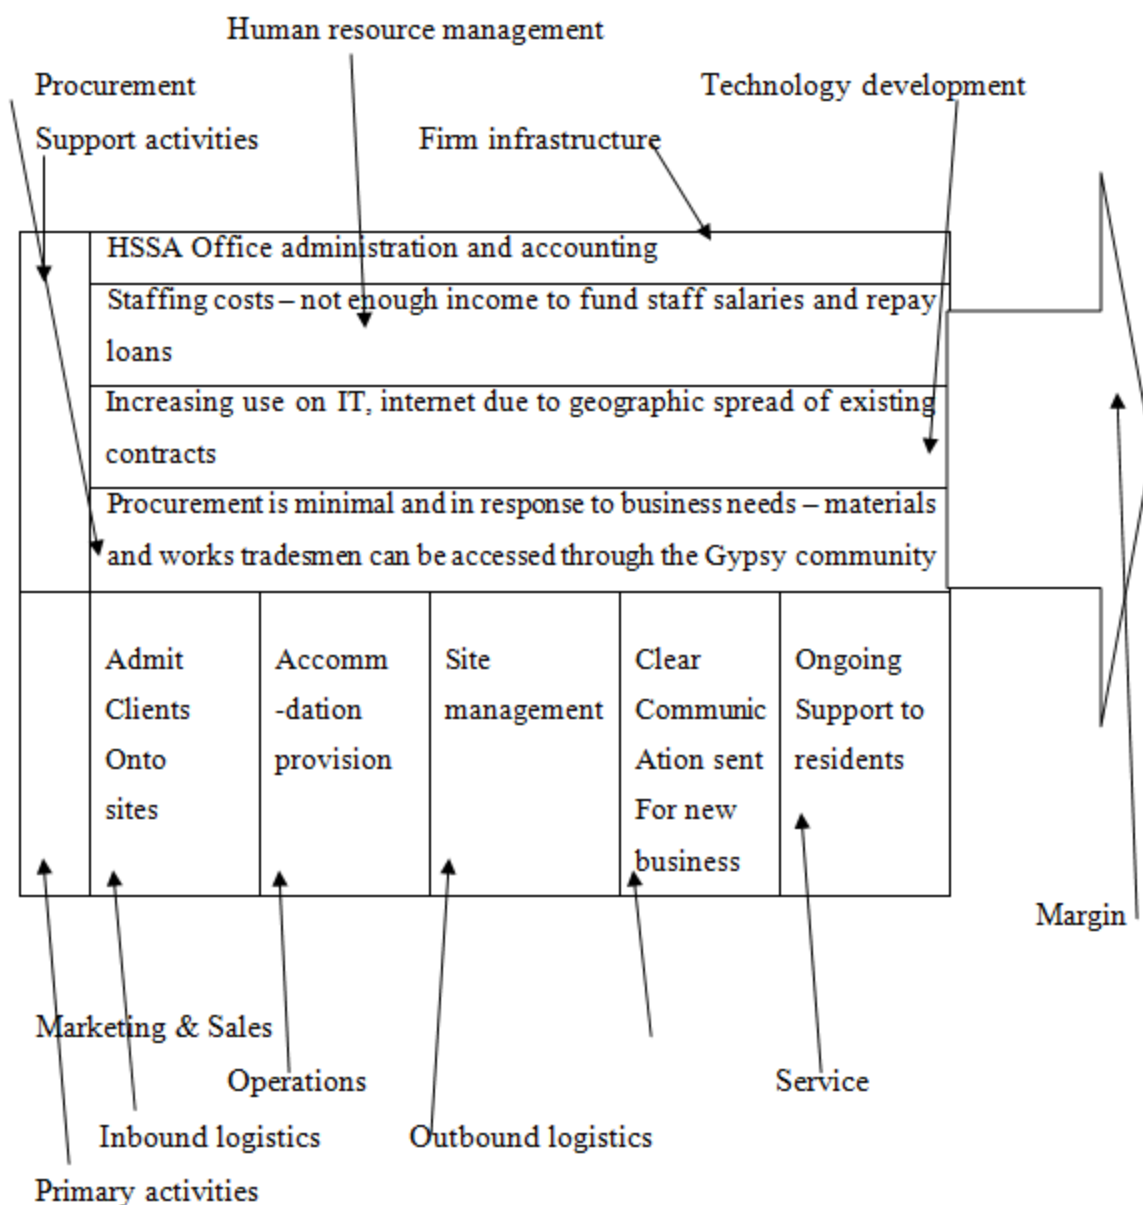 Human resource management
Procurement
Technology development
Support activities
Firm infrastructure
HSSA Office administration and accounting
Staffing costs – not enough income to fund staff salaries and repay
loans
Increasing use on IT, internet due to geographic spread of existing
contracts
Procurement is minimal and in response to business needs – materials
and works tradesmen can be accessed through the Gypsy community
Admit
Clients
Onto
sites
Accomm
-dation
provision
Site
management
Clear
Communic
Ation sent
For new
business
Ongoing
Support to
residents
Margin
Marketing & Sales
Operations
Service
Inbound logistics
Outbound logistics
Primary activities